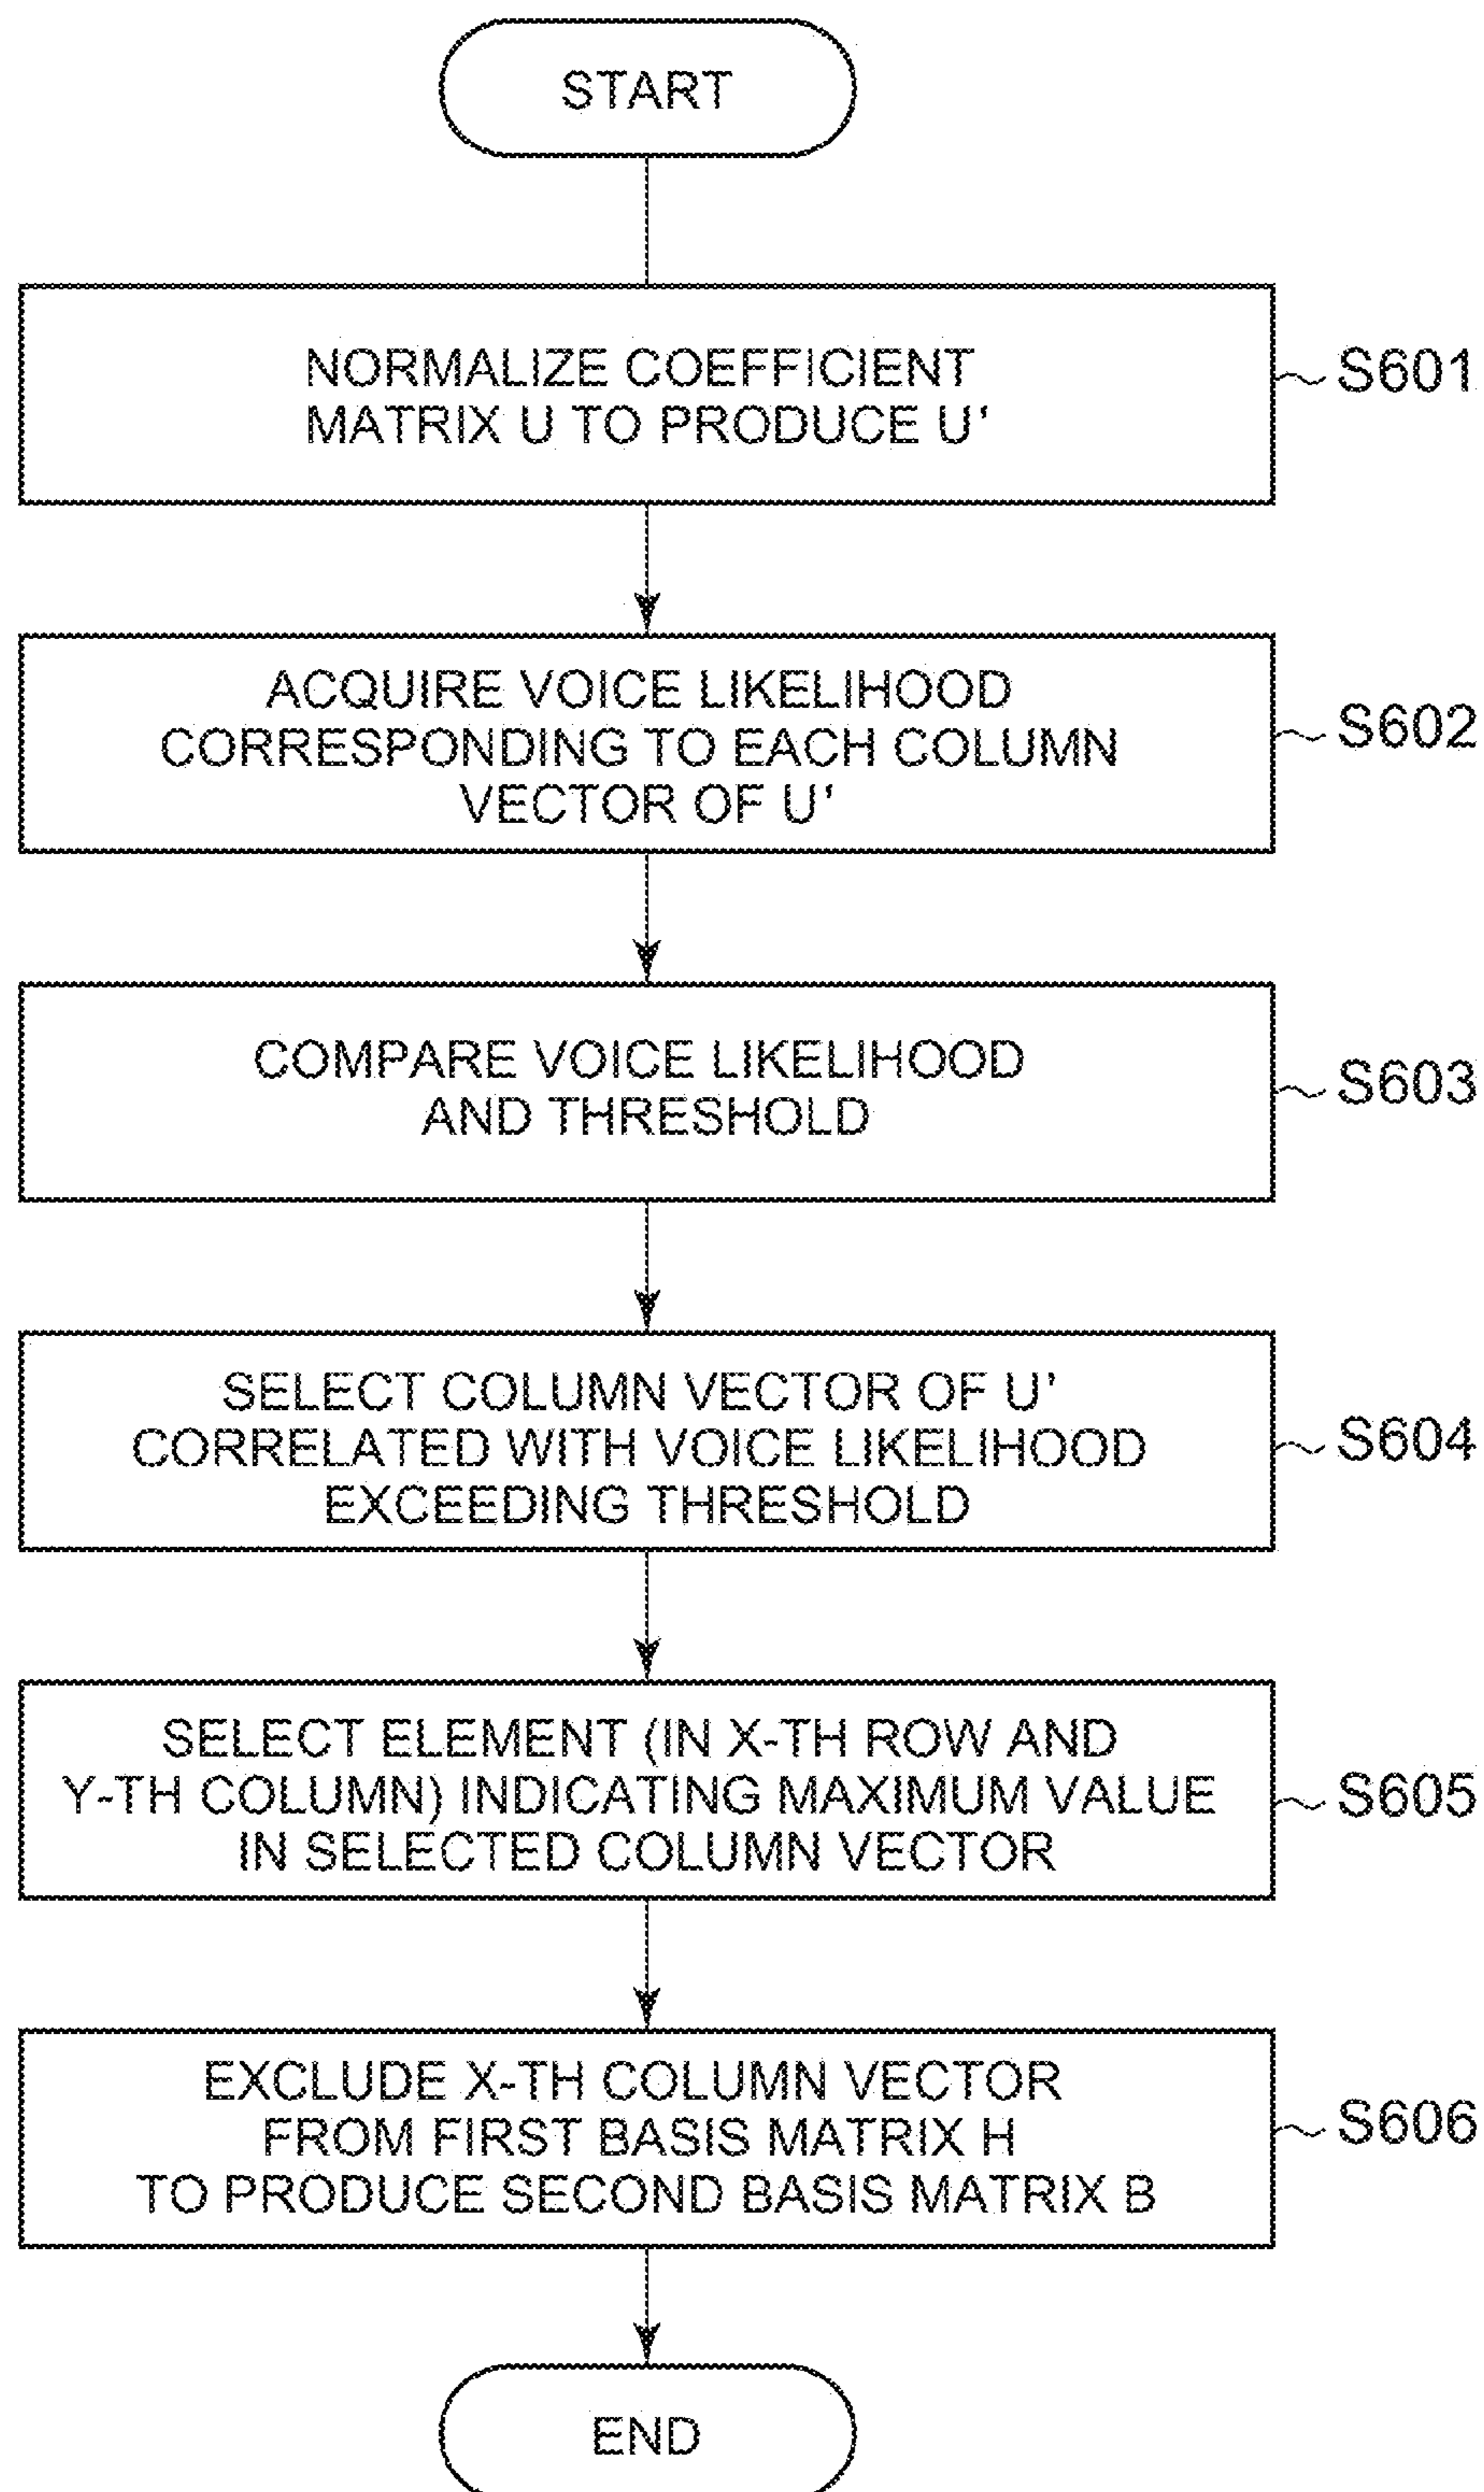 START
NORMALIZE COEFFICIENT
MATRIX U TO PRODUCE U'
S601
ACQUIRE VOICE LIKELIHOOD
CORRESPONDING TO EACH COLUMN
VECTOR OF U'
S602
COMPARE VOICE LIKELIHOOD
AND THRESHOLD
S603
SELECT COLUMN VECTOR OF U'
CORRELATED WITH VOICE LIKELIHOOD
EXCEEDING THRESHOLD
S604
SELECT ELEMENT (IN X-TH ROW AND
Y-TH COLUMN) INDICATING MAXIMUM VALUE
IN SELECTED COLUMN VECTOR
S605
EXCLUDE X-TH COLUMN VECTOR
FROM FIRST BASIS MATRIX H
TO PRODUCE SECOND BASIS MATRIX B
S606
END